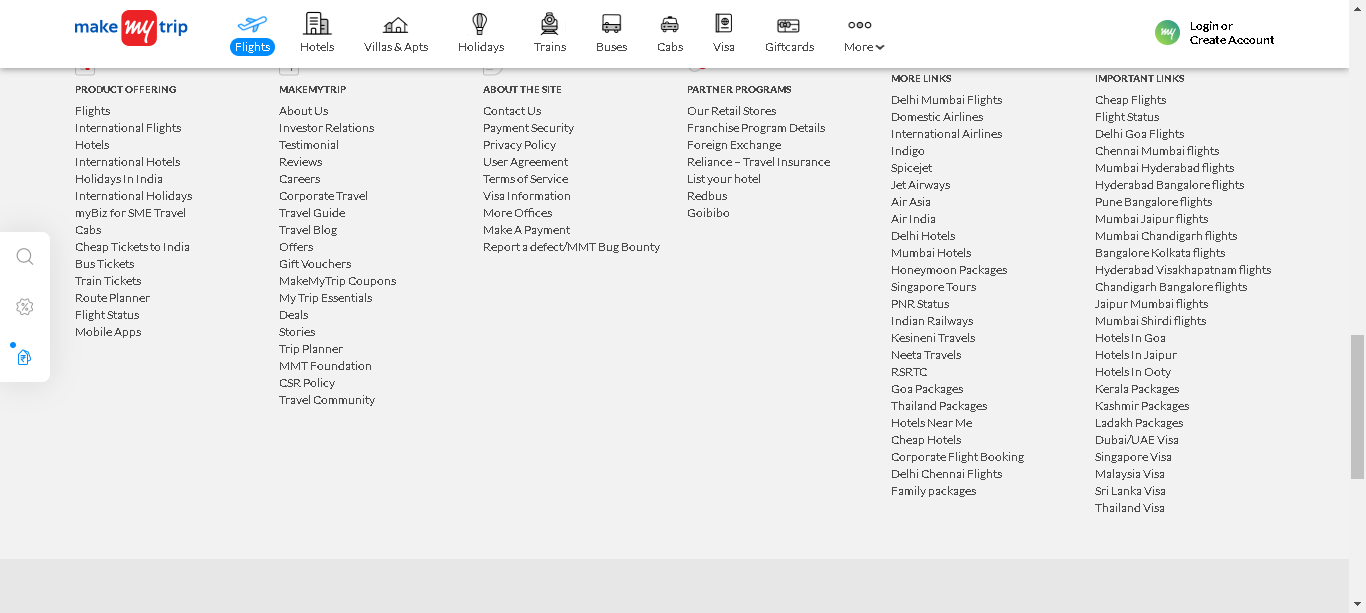 make my trip
Flights
Hotels
Villas & Apts
Holidays
Trains
Buses
Cabs
Visa
Giftcards
More
my
Login or
Create Account
PRODUCT OFFERING
Flights
International Flights
Hotels
International Hotels
Holidays In India
International Holidays
myBiz for SME Travel
Cabs
Cheap Tickets to India
Bus Tickets
Train Tickets
Route Planner
Flight Status
Mobile Apps
MAKEMYTRIP
About Us
Investor Relations
Testimonial
Reviews
Careers
Corporate Travel
Travel Guide
Travel Blog
Offers
Gift Vouchers
MakeMyTrip Coupons
My Trip Essentials
Deals
Stories
Trip Planner
MMT Foundation
CSR Policy
Travel Community
ABOUT THE SITE
Contact Us
Payment Security
Privacy Policy
User Agreement
Terms of Service
Visa Information
More Offices
Make A Payment
Report a defect/MMT Bug Bounty
PARTNER PROGRAMS
Our Retail Stores
Franchise Program Details
Foreign Exchange
Reliance – Travel Insurance
List your hotel
Redbus
Goibibo
MORE LINKS
Delhi Mumbai Flights
Domestic Airlines
International Airlines
Indigo
Spicejet
Jet Airways
Air Asia
Air India
Delhi Hotels
Mumbai Hotels
Honeymoon Packages
Singapore Tours
PNR Status
Indian Railways
Kesineni Travels
Neeta Travels
RSRTC
Goa Packages
Thailand Packages
Hotels Near Me
Cheap Hotels
Corporate Flight Booking
Delhi Chennai Flights
Family packages
IMPORTANT LINKS
Cheap Flights
Flight Status
Delhi Goa Flights
Chennai Mumbai flights
Mumbai Hyderabad flights
Hyderabad Bangalore flights
Pune Bangalore flights
Mumbai Jaipur flights
Mumbai Chandigarh flights
Bangalore Kolkata flights
Hyderabad Visakhapatnam flights
Chandigarh Bangalore flights
Jaipur Mumbai flights
Mumbai Shirdi flights
Hotels In Goa
Hotels In Jaipur
Hotels In Ooty
Kerala Packages
Kashmir Packages
Ladakh Packages
Dubai/UAE Visa
Singapore Visa
Malaysia Visa
Sri Lanka Visa
Thailand Visa